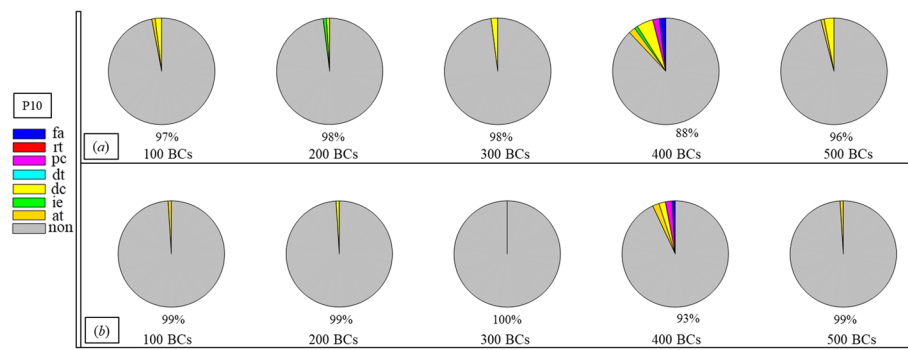 P10
fa
rt
pc
dt
dc
ie
at
non
(a)
97%
98%
98%
88%
96%
100 BCs
200 BCs
300 BCs
400 BCs
500 BCs
(b)
99%
99%
100%
93%
99%
100 BCs
200 BCs
300 BCs
400 BCs
500 BCs